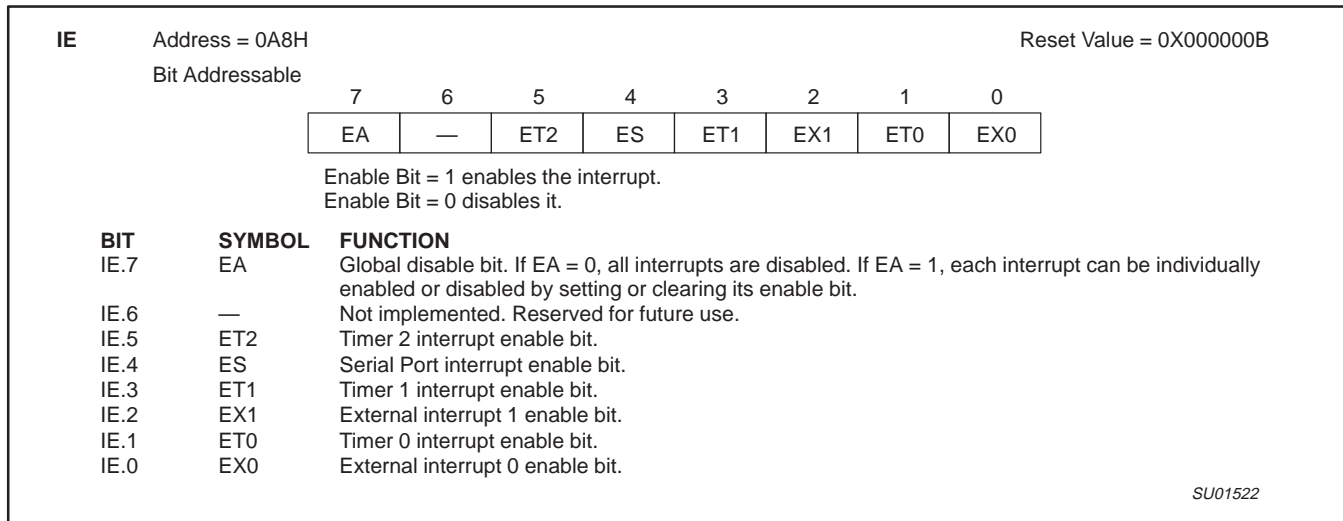 IE Address = 0A8H Reset Value = 0X000000B
Bit Addressable
7 6 5 4 3 2 1 0
EA — ET2 ES ET1 EX1 ET0 EX0
Enable Bit = 1 enables the interrupt.
Enable Bit = 0 disables it.
BIT SYMBOL FUNCTION
IE.7 EA Global disable bit. If EA = 0, all interrupts are disabled. If EA = 1, each interrupt can be individually
enabled or disabled by setting or clearing its enable bit.
IE.6 — Not implemented. Reserved for future use.
IE.5 ET2 Timer 2 interrupt enable bit.
IE.4 ES Serial Port interrupt enable bit.
IE.3 ET1 Timer 1 interrupt enable bit.
IE.2 EX1 External interrupt 1 enable bit.
IE.1 ET0 Timer 0 interrupt enable bit.
IE.0 EX0 External interrupt 0 enable bit.
SU01522